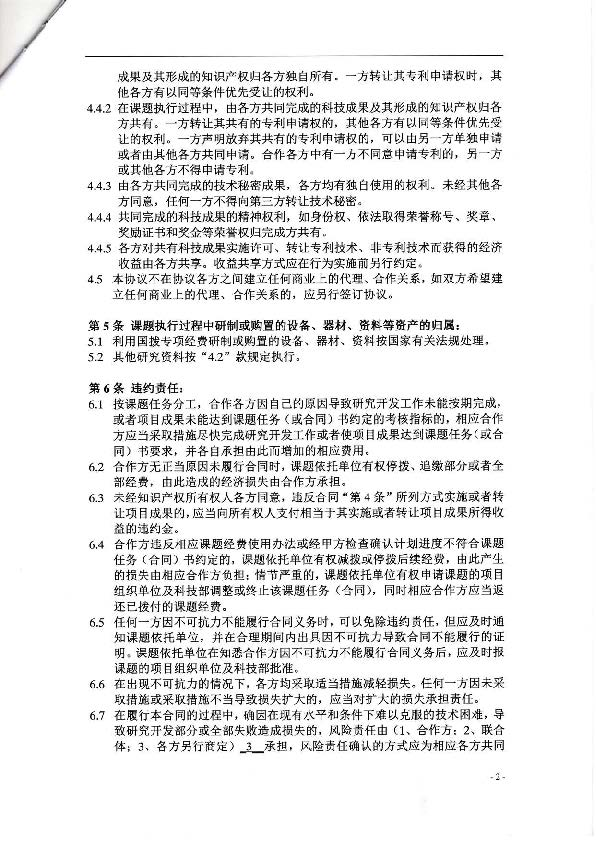 成果及其形成的知识产权归各方独自所有。一方转让其专利申请权时，其
他各方有以同等条件优先受让的权利。
4.4.2 在课题执行过程中，由各方共同完成的科技成果及其形成的知识产权归各
方共有。一方转让其共有的专利申请权的，其他各方有以同等条件优先受
让的权利。一方声明放弃其共有的专利申请权的，可以由另一方单独申请
或者由其他各方共同申请。合作各方中有一方不同意申请专利的，另一方
或其他各方不得申请专利。
4.4.3 由各方共同完成的技术秘密成果，各方均有独自使用的权利。未经其他各
方同意，任何一方不得向第三方转让技术秘密。
4.4.4 共同完成的科技成果的精神权利，如身份权、依法取得荣誉称号、奖章、
奖励证书和奖金等荣誉权归完成方共有。
4.4.5 各方对共有科技成果实施许可、转让专利技术、非专利技术而获得的经济
收益由各方共享。收益共享方式应在行为实施前另行约定。
4.5 本协议不在协议各方之间建立任何商业上的代理、合作关系，如双方希望建
立任何商业上的代理、合作关系的，应另行签订协议。
第 5 条 课题执行过程中研制或购置的设备、器材、资料等资产的归属：
5.1 利用国拨专项经费研制或购置的设备、器材、资料按国家有关法规处理，
5.2 其他研究资料按“4.2”款规定执行。
第 6 条 违约责任：
6.1 按课题任务分工，合作各方因自己的原因导致研究开发工作未能按期完成，
或者项目成果未能达到课题任务（或合同）书约定的考核指标的，相应合作
方应当采取措施尽快完成研究开发工作或者使项目成果达到课题任务（或合
同）书要求，并各自承担由此而增加的相应费用。
6.2 合作方无正当原因未履行合同时，课题依托单位有权停拨、追缴部分或者全
部经费，由此造成的经济损失由合作方承担。
6.3 未经知识产权所有权人各方同意，违反合同“第 4 条”所列方式实施或者转
让项目成果的，应当向所有权人支付相当于其实施或者转让项目成果所得收
益的违约金。
6.4 合作方违反相应课题经费使用办法或经甲方检查确认计划进度不符合课题
任务（合同）书约定的，课题依托单位有权减拨或停拨后续经费，由此产生
的损失由相应合作方负担；情节严重的，课题依托单位有权申请课题的项目
组织单位及科技部调整或终止该课题任务（合同），同时相应合作方应当返
还已拨付的课题经费。
6.5 任何一方因不可抗力不能履行合同义务时，可以免除违约责任，但应及时通
知课题依托单位，并在合理期间内出具因不可抗力导致合同不能履行的证
明。课题依托单位在知悉合作方因不可抗力不能履行合同义务后，应及时报
课题的项目组织单位及科技部批准。
6.6 在出现不可抗力的情况下，各方均采取适当措施减轻损失。任何一方因未采
取措施或采取措施不当导致损失扩大的，应当对扩大的损失承担责任。
6.7 在履行本合同的过程中，确因在现有水平和条件下难以克服的技术困难，导
致研究开发部分或全部失败造成损失的，风险责任由（1、合作方；2、联合
体；3、各方另行商定） 3 承担，风险责任确认的方式应为相应各方共同
- 2 -